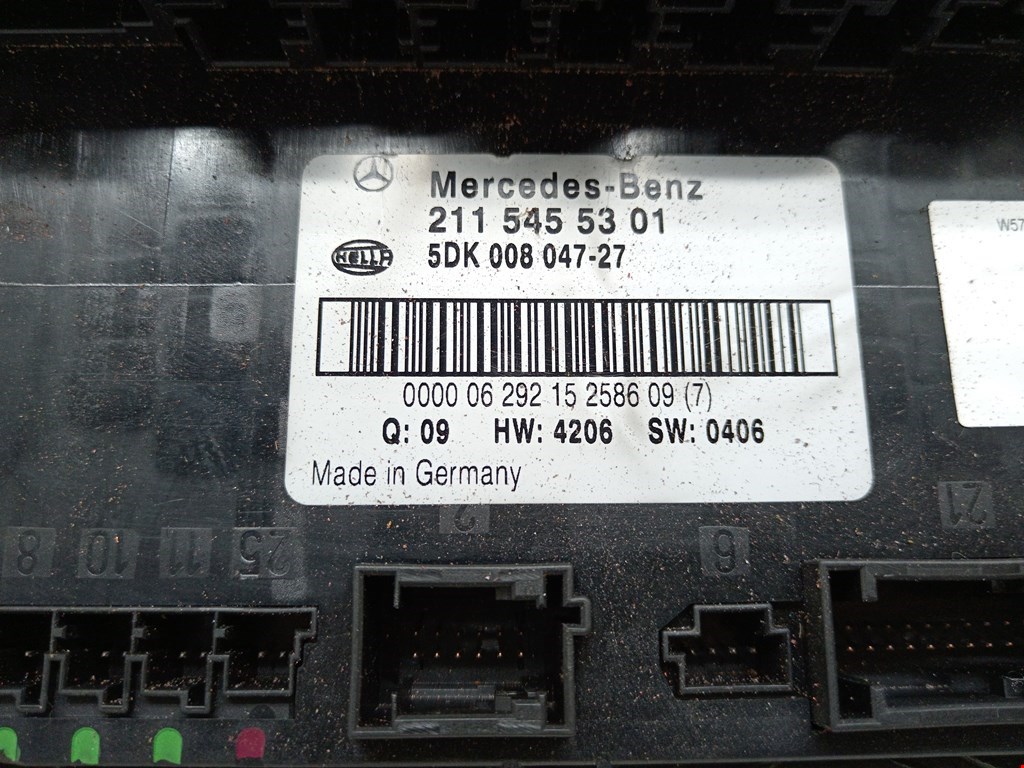 Mercedes-Benz
211 545 53 01
HELLA
5DK 008 047-27
0000 06 292 15 2586 09 (7)
Q: 09 HW: 4206 SW: 0406
Made in Germany
W57
8 10 11 25 2 6 21